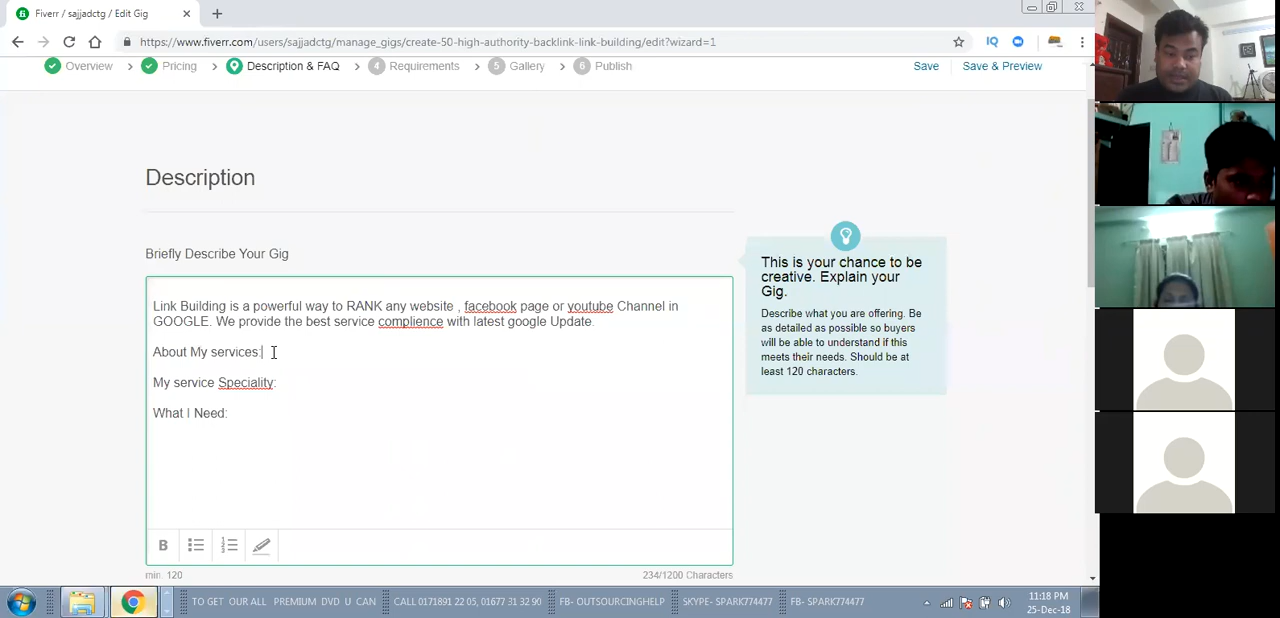 Fiverr / sajjadctg / Edit Gig
https://www.fiverr.com/users/sajjadctg/manage_gigs/create-50-high-authority-backlink-link-building/edit?wizard=1
Overview Pricing Description & FAQ 4 Requirements 5 Gallery 6 Publish Save Save & Preview
Description
Briefly Describe Your Gig
Link Building is a powerful way to RANK any website , facebook page or youtube Channel in
GOOGLE. We provide the best service complience with latest google Update.
About My services:
My service Speciality:
What I Need:
This is your chance to be
creative. Explain your
Gig.
Describe what you are offering. Be
as detailed as possible so buyers
will be able to understand if this
meets their needs. Should be at
least 120 characters.
B
min. 120
234/1200 Characters
TO GET OUR ALL PREMIUM DVD U CAN CALL 0171891 22 05, 01677 31 32 90 FB- OUTSOURCINGHELP SKYPE- SPARK774477 FB- SPARK774477
11:18 PM
25-Dec-18